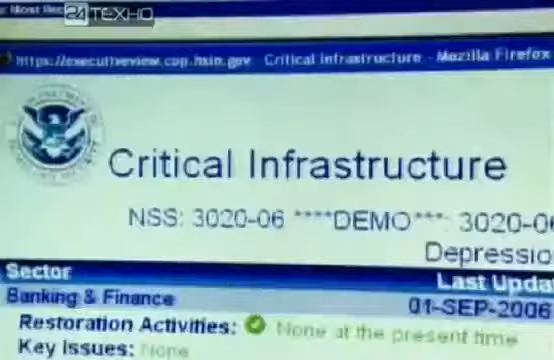 24 ТЕХНО
https://executiveview.cop.hsin.gov - Critical Infrastructure - Mozilla Firefox
Critical Infrastructure
NSS: 3020-06 ****DEMO***: 3020-06
Depressio
Sector Last Upda
Banking & Finance 01-SEP-2006
Restoration Activities: None at the present time
Key Issues: None